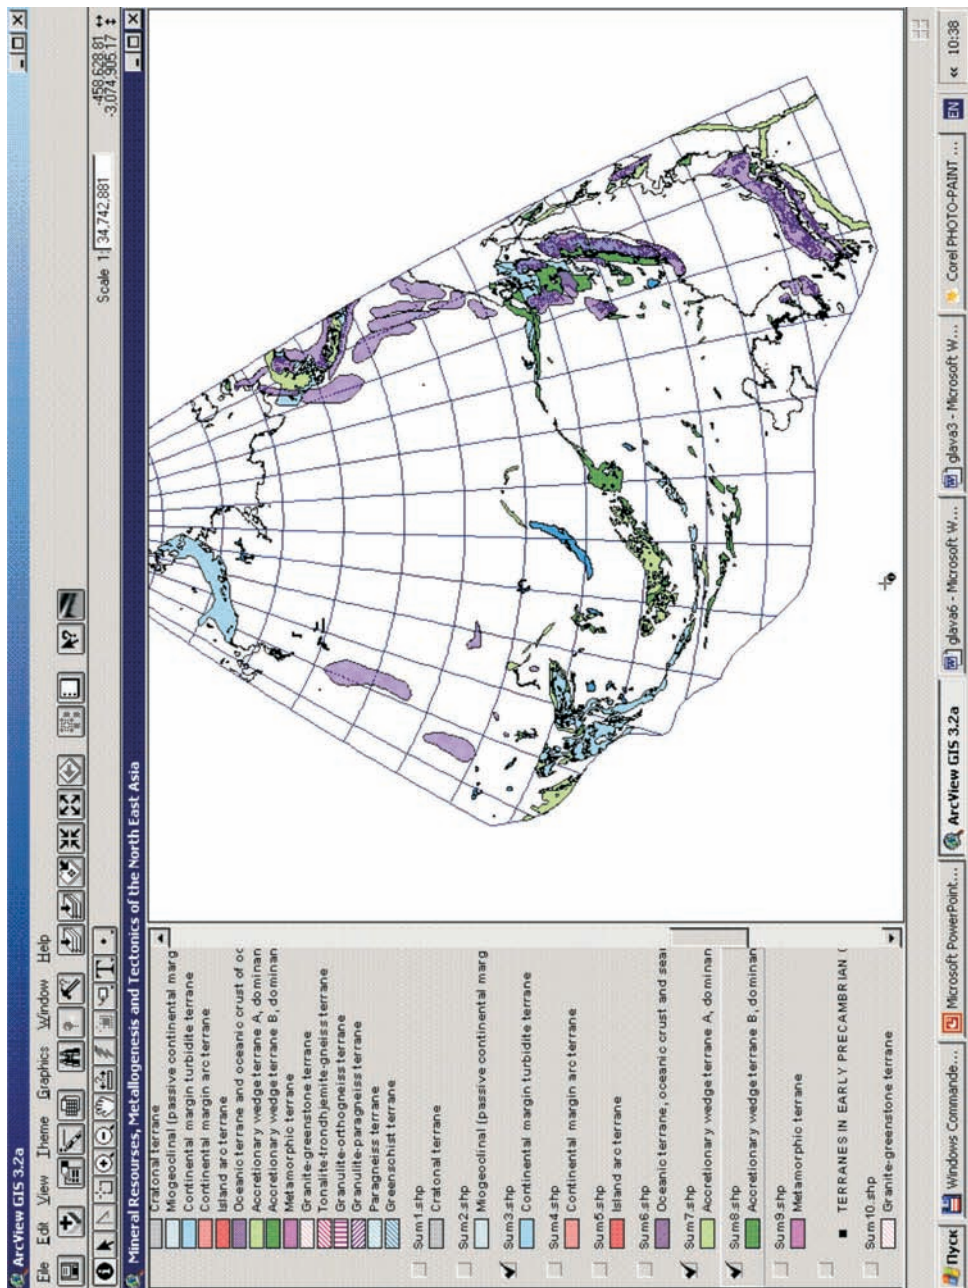 ArcView GIS 3.2a
File Edit View Theme Graphics Window Help
Scale 1: 34,742,881
-458,628.81
-3,074,905.17
Mineral Resourses, Metallogenesis and Tectonics of the North East Asia
Cratonal terrane
Miogeoclinal (passive continental marg
Continental margin turbidite terrane
Continental margin arc terrane
Island arc terrane
Oceanic terrane and oceanic crust of oc
Accretionary wedge terrane A, dominan
Accretionary wedge terrane B, dominan
Metamorphic terrane
Granite-greenstone terrane
Tonalite-trondhjemite-gneiss terrane
Granulite-orthogneiss terrane
Granulite-paragneiss terrane
Paragneiss terrane
Greenschist terrane
Sum1.shp
Cratonal terrane
Sum2.shp
Miogeoclinal (passive continental marg
Sum3.shp
Continental margin turbidite terrane
Sum4.shp
Continental margin arc terrane
Sum5.shp
Island arc terrane
Sum6.shp
Oceanic terrane, oceanic crust and sear
Sum7.shp
Accretionary wedge terrane A, dominan
Sum8.shp
Accretionary wedge terrane B, dominan
Sum9.shp
Metamorphic terrane
TERRANES IN EARLY PRECAMBRIAN (
Sum10.shp
Granite-greenstone terrane
Пуск Windows Commande... Microsoft PowerPoint... ArcView GIS 3.2a glava6 - Microsoft W... glava3 - Microsoft W... Corel PHOTO-PAINT ... EN « 10:38